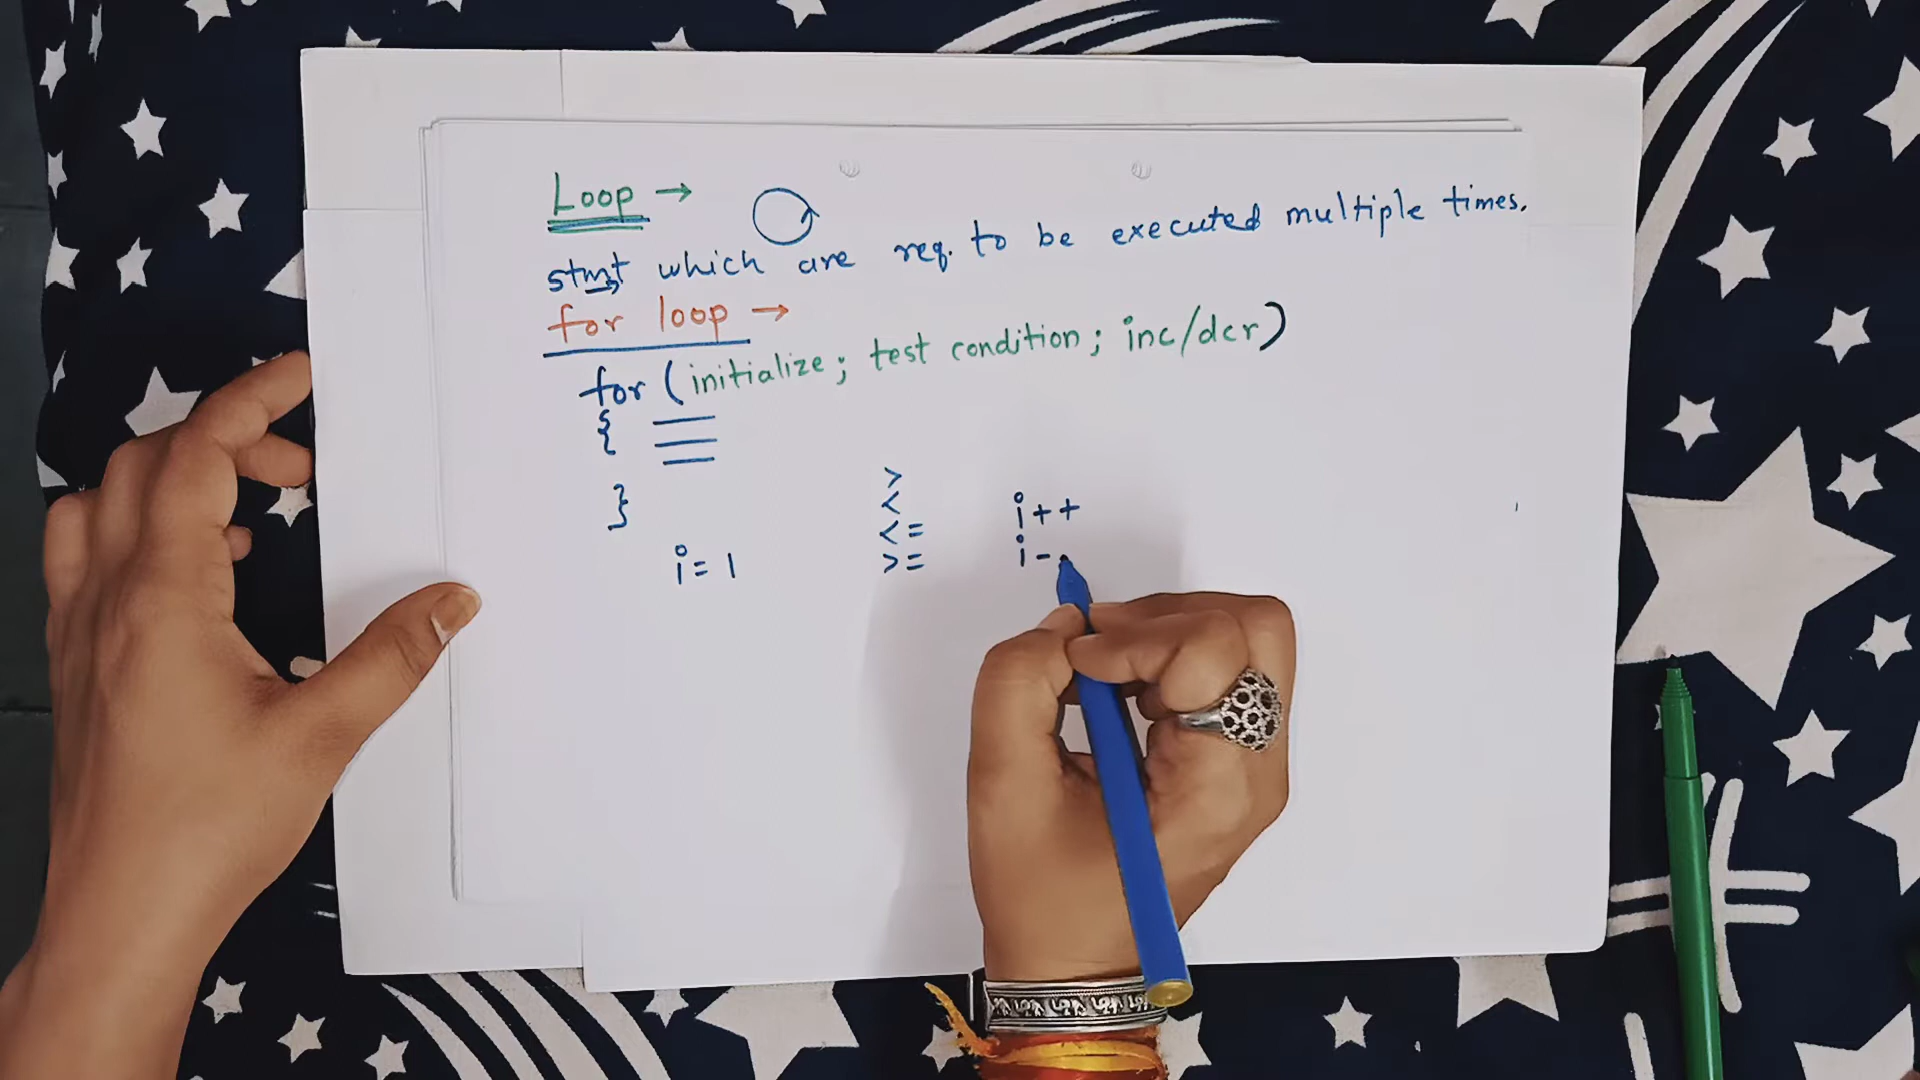 Loop →
stmt which are req. to be executed multiple times.
for loop →
for (initialize; test condition; inc/dcr)
{
}
i = 1
>
<
<=
>=
i++
i-